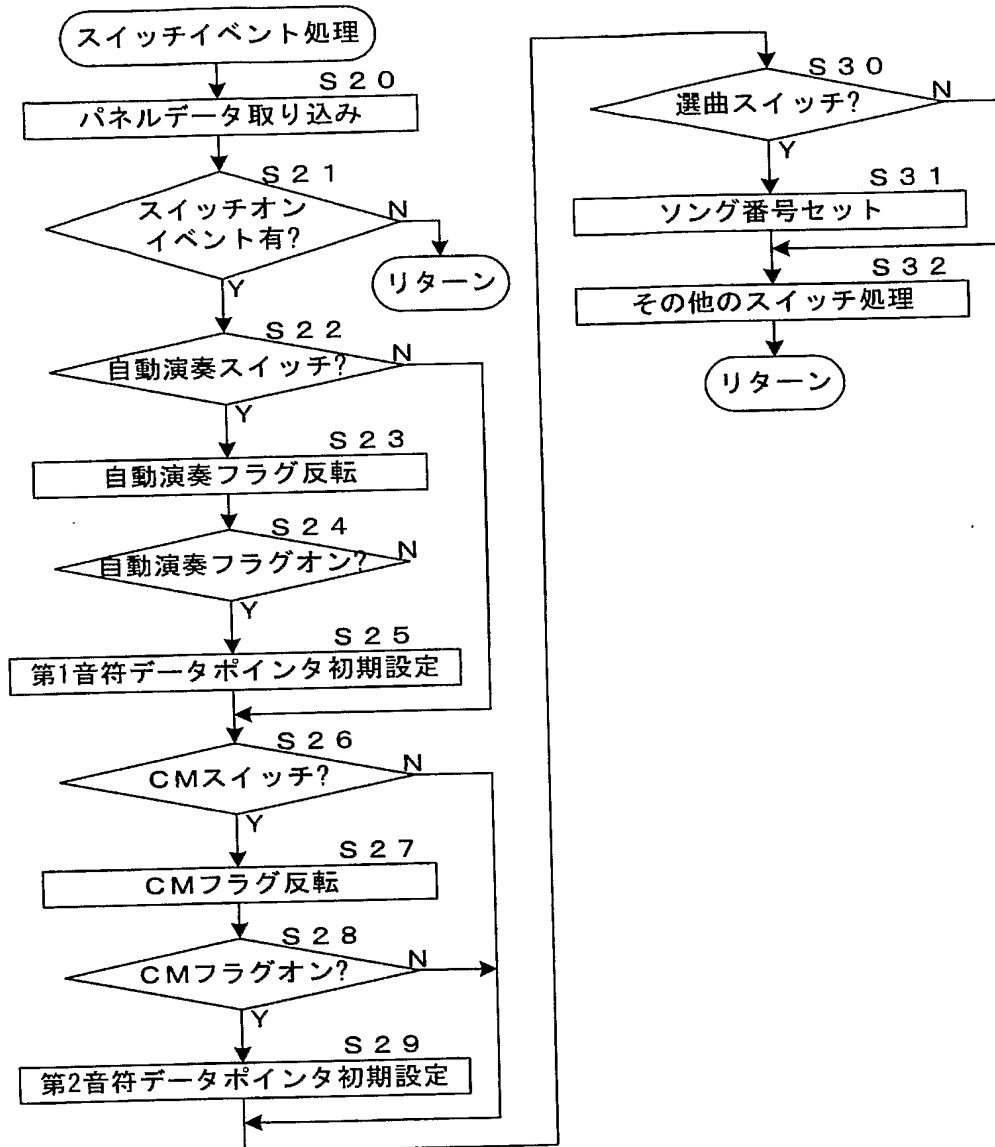 スイッチイベント処理
S20
パネルデータ取り込み
S21
スイッチオン
イベント有?
N
リターン
Y
S22
自動演奏スイッチ?
N
Y
S23
自動演奏フラグ反転
S24
自動演奏フラグオン?
N
Y
S25
第1音符データポインタ初期設定
S26
CMスイッチ?
N
Y
S27
CMフラグ反転
S28
CMフラグオン?
N
Y
S29
第2音符データポインタ初期設定
S30
選曲スイッチ?
N
Y
S31
ソング番号セット
S32
その他のスイッチ処理
リターン